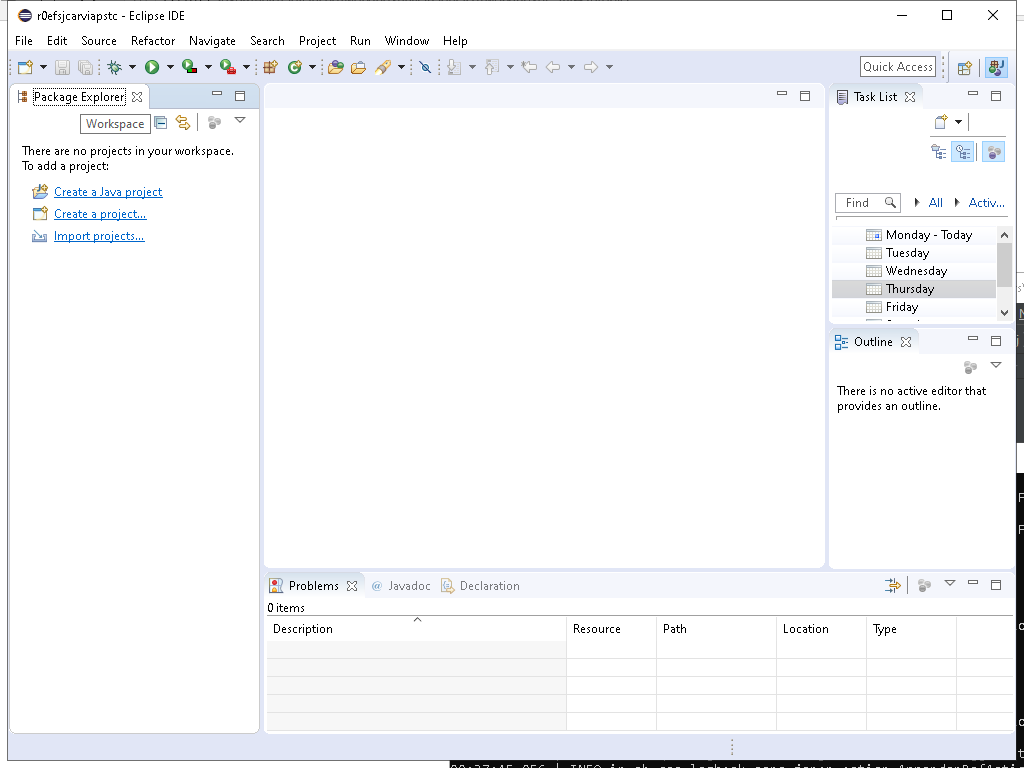 r0efsjcarviapstc - Eclipse IDE
File Edit Source Refactor Navigate Search Project Run Window Help
Quick Access
Package Explorer
Workspace
There are no projects in your workspace.
To add a project:
Create a Java project
Create a project...
Import projects...
Task List
Find All Activ...
Monday - Today
Tuesday
Wednesday
Thursday
Friday
Outline
There is no active editor that
provides an outline.
Problems @ Javadoc Declaration
0 items
Description Resource Path Location Type